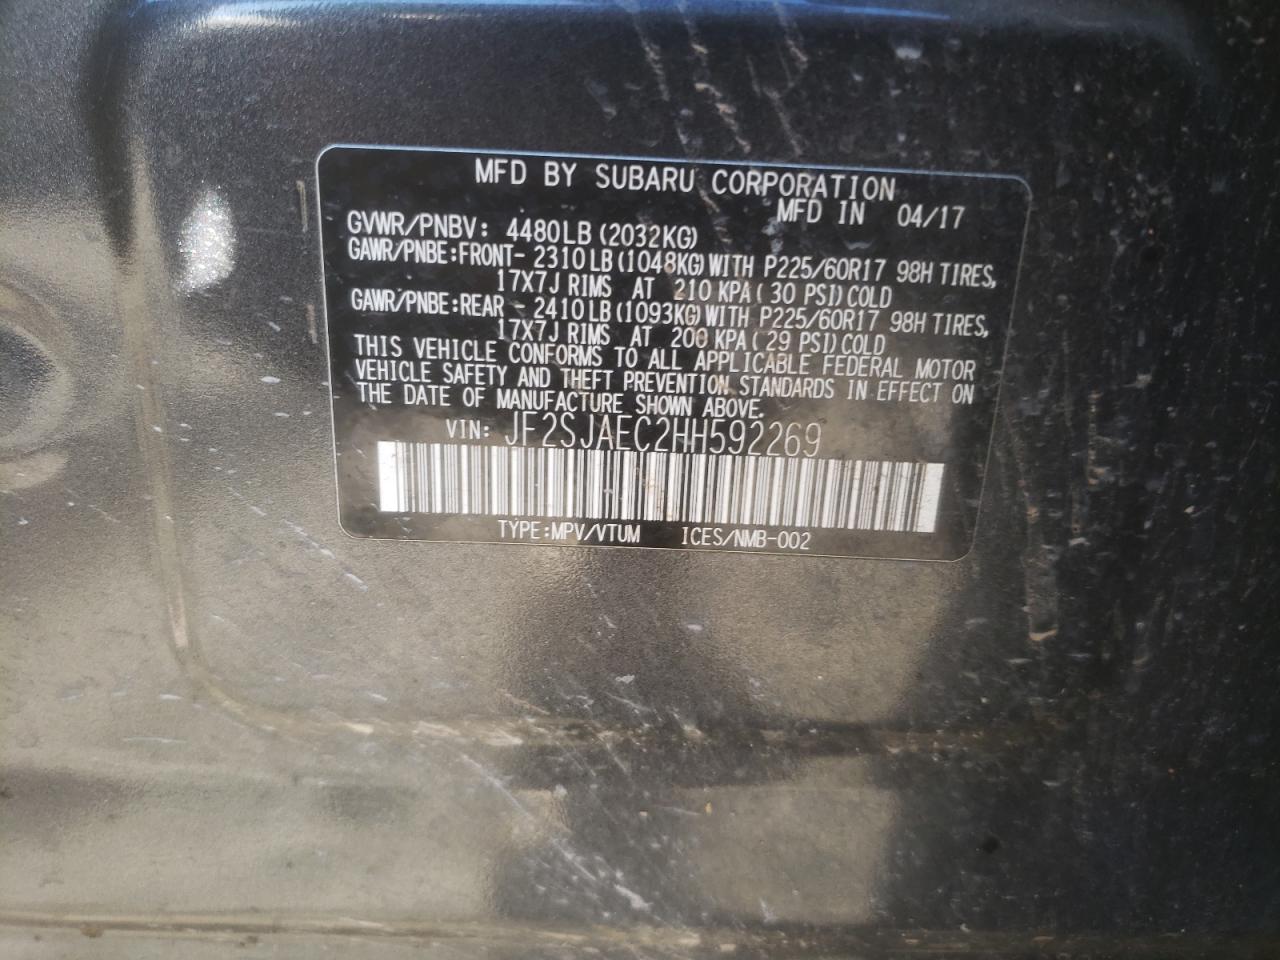 MFD BY SUBARU CORPORATION
MFD IN 04/17
GVWR/PNBV: 4480LB(2032KG)
GAWR/PNBE:FRONT- 2310LB(1048KG)WITH P225/60R17 98H TIRES,
17X7J RIMS AT 210 KPA( 30 PSI)COLD
GAWR/PNBE:REAR - 2410LB(1093KG)WITH P225/60R17 98H TIRES,
17X7J RIMS AT 200 KPA( 29 PSI)COLD
THIS VEHICLE CONFORMS TO ALL APPLICABLE FEDERAL MOTOR
VEHICLE SAFETY AND THEFT PREVENTION STANDARDS IN EFFECT ON
THE DATE OF MANUFACTURE SHOWN ABOVE.
VIN: JF2SJAEC2HH592269
TYPE:MPV/VTUM ICES/NMB-002